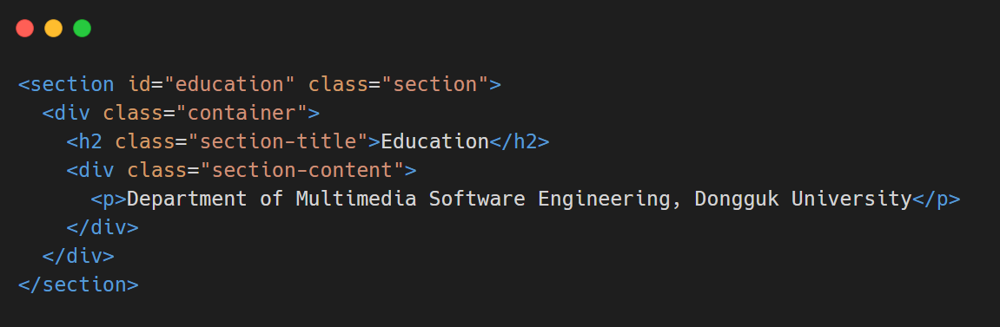 <section id="education" class="section">
  <div class="container">
    <h2 class="section-title">Education</h2>
    <div class="section-content">
      <p>Department of Multimedia Software Engineering, Dongguk University</p>
    </div>
  </div>
</section>